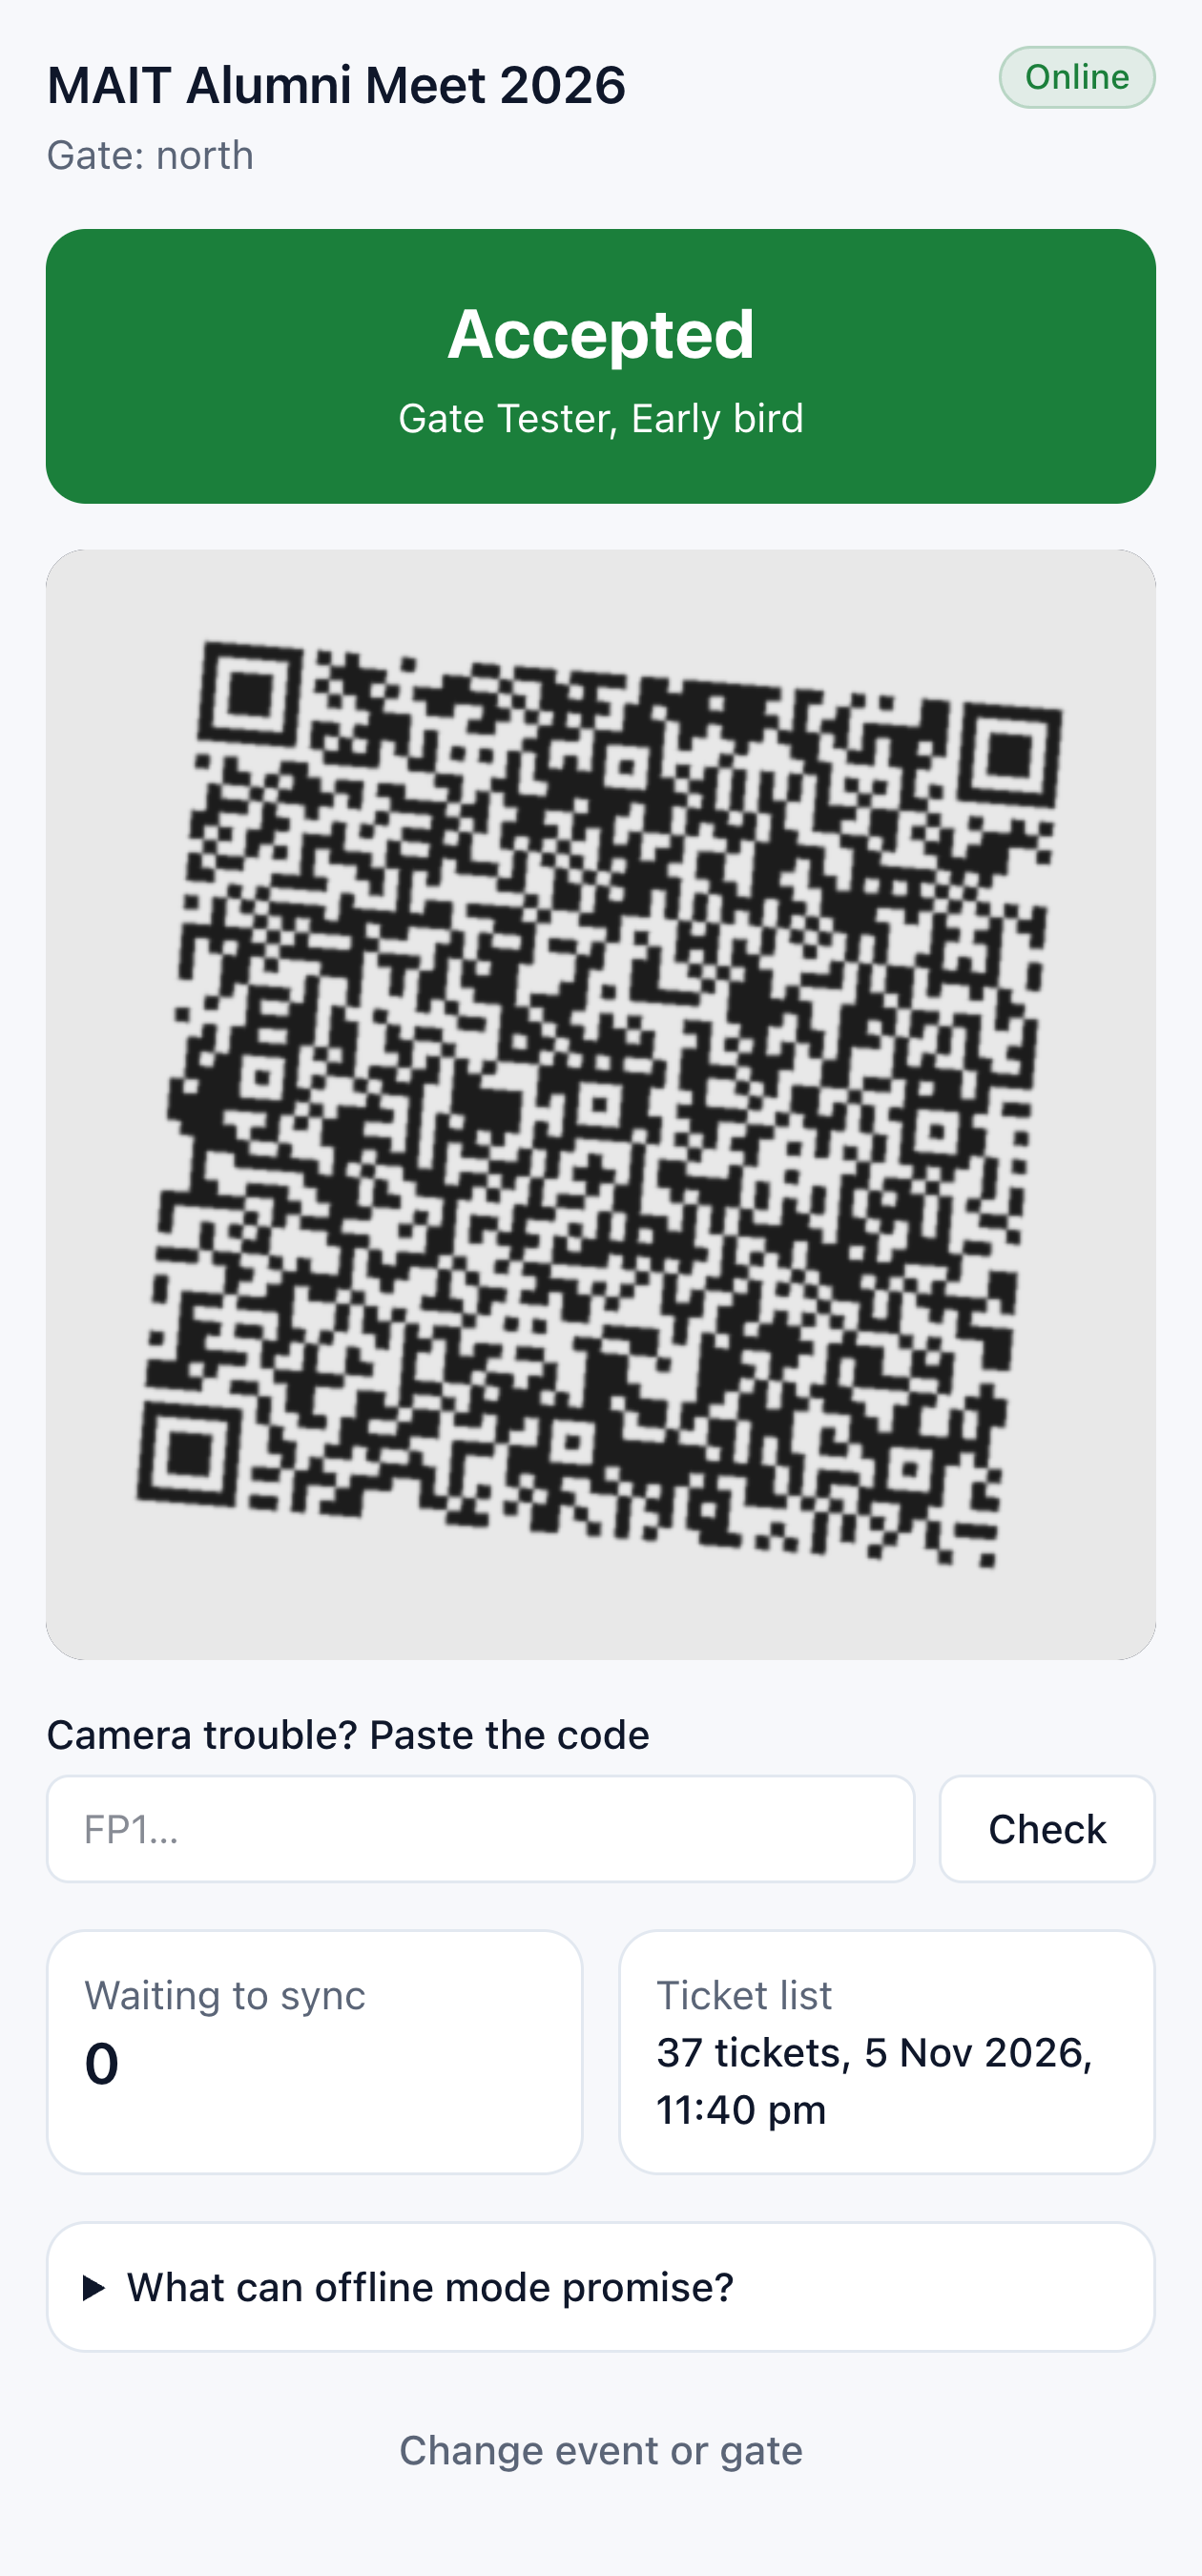 MAIT Alumni Meet 2026
Online
Gate: north
Accepted
Gate Tester, Early bird
Camera trouble? Paste the code
FP1...
Check
Waiting to sync
0
Ticket list
37 tickets, 5 Nov 2026,
11:40 pm
What can offline mode promise?
Change event or gate